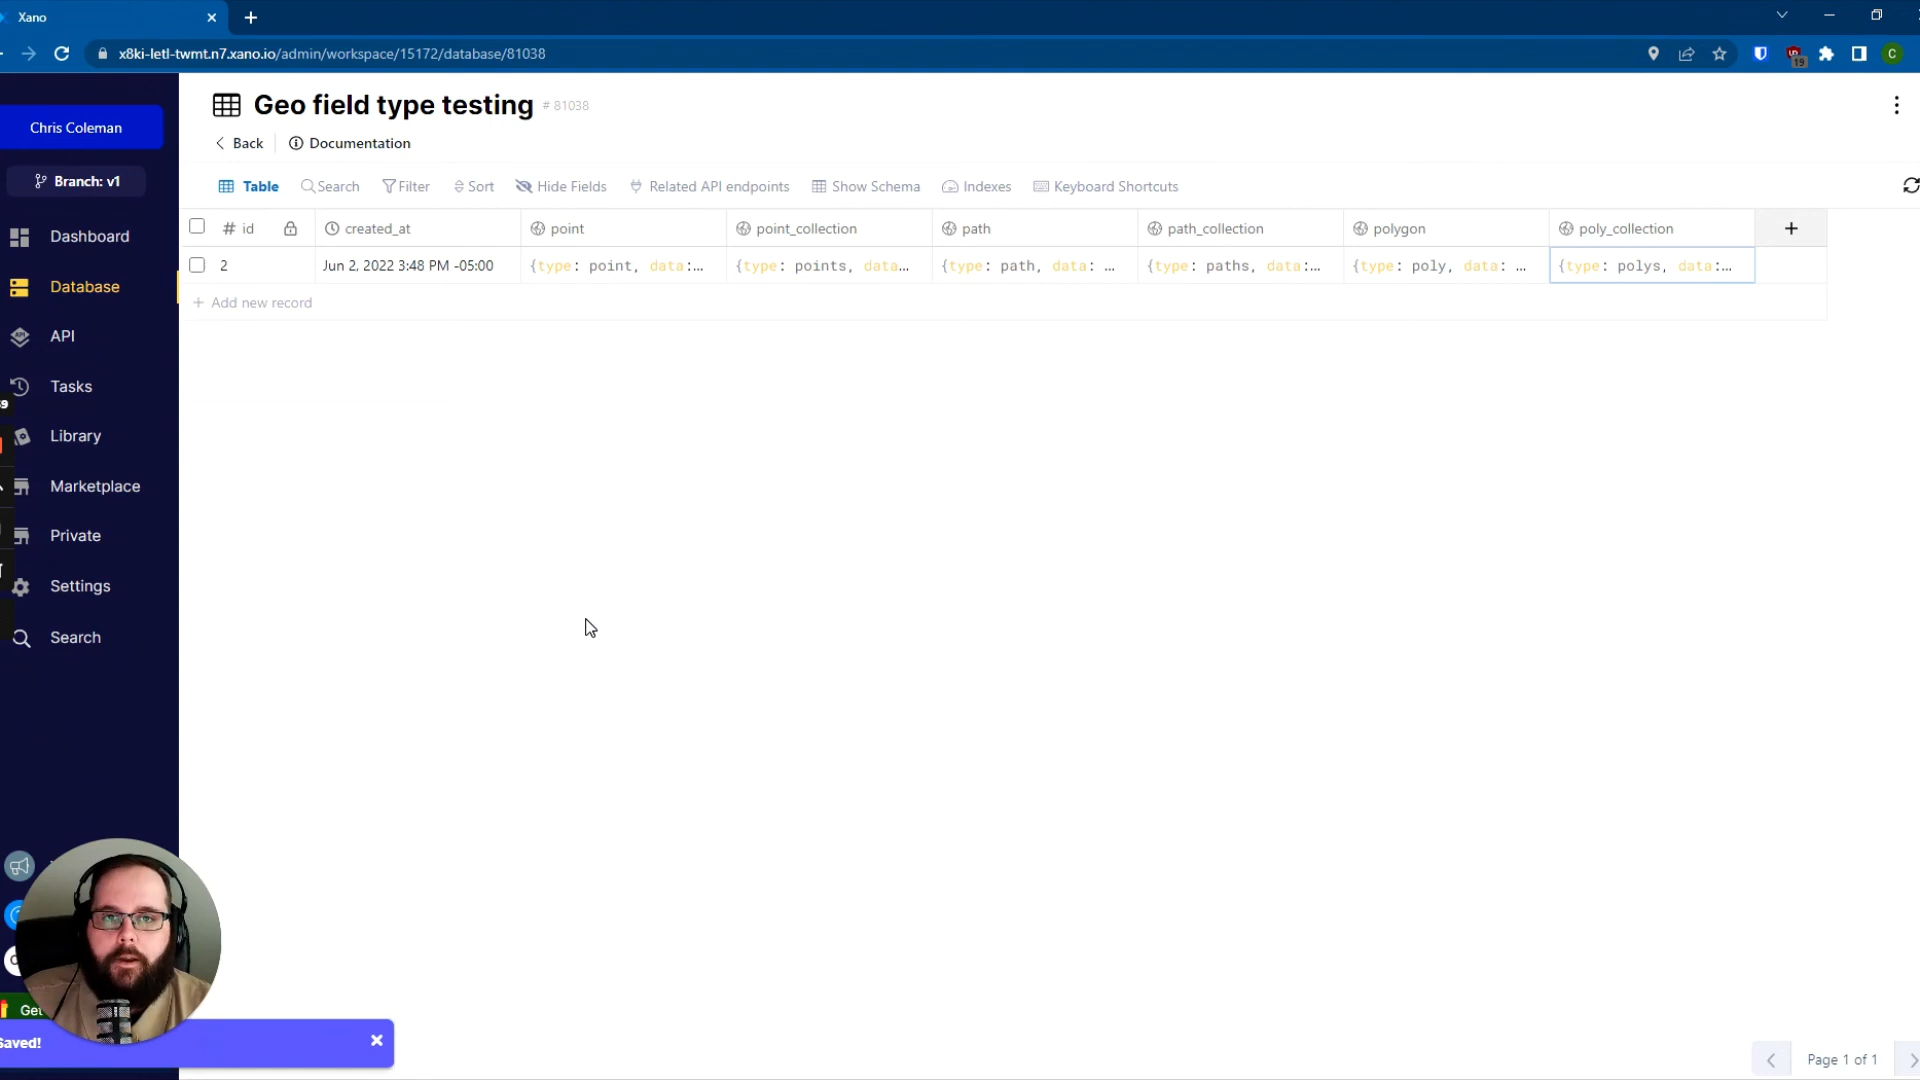 Xano
x8ki-letl-twmt.n7.xano.io/admin/workspace/15172/database/81038
19
C
Chris Coleman
Branch: v1
Dashboard
Database
API
Tasks
Library
Marketplace
Private
Settings
Search
Get
Saved!
Geo field type testing # 81038
Back Documentation
Table Search Filter Sort Hide Fields Related API endpoints Show Schema Indexes Keyboard Shortcuts
# id created_at point point_collection path path_collection polygon poly_collection
2 Jun 2, 2022 3:48 PM -05:00 {type: point, data:... {type: points, data... {type: path, data: ... {type: paths, data:... {type: poly, data: ... {type: polys, data:...
+ Add new record
Page 1 of 1